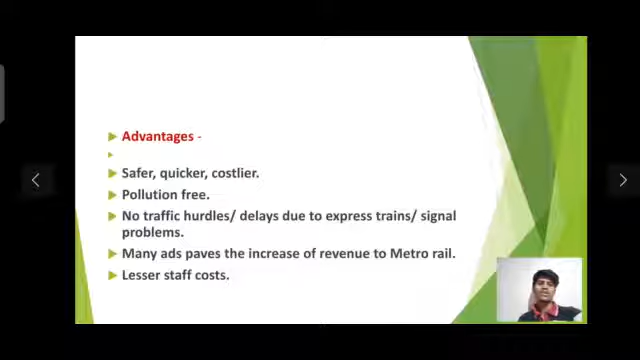 Advantages -
Safer, quicker, costlier.
Pollution free.
No traffic hurdles/ delays due to express trains/ signal
problems.
Many ads paves the increase of revenue to Metro rail.
Lesser staff costs.